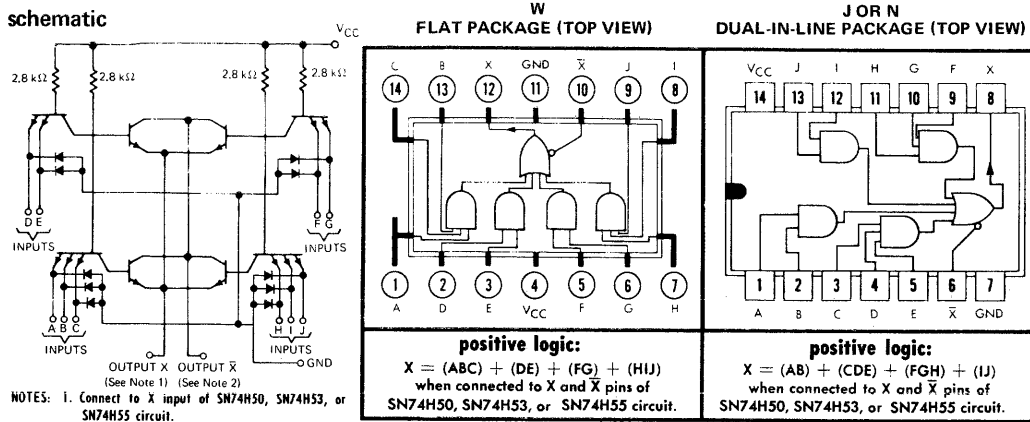 schematic
VCC
2.8 kΩ
2.8 kΩ
2.8 kΩ
2.8 kΩ
D E
INPUTS
F G
INPUTS
A B C
INPUTS
H I J
INPUTS
GND
OUTPUT X OUTPUT X̅
(See Note 1) (See Note 2)
NOTES: 1. Connect to X input of SN74H50, SN74H53, or
SN74H55 circuit.
W
FLAT PACKAGE (TOP VIEW)
C B X GND X̅ J I
14 13 12 11 10 9 8
1 2 3 4 5 6 7
A D E VCC F G H
positive logic:
X = (ABC) + (DE) + (FG) + (HIJ)
when connected to X and X̅ pins of
SN74H50, SN74H53, or SN74H55 circuit.
J OR N
DUAL-IN-LINE PACKAGE (TOP VIEW)
VCC J I H G F X
14 13 12 11 10 9 8
1 2 3 4 5 6 7
A B C D E X̅ GND
positive logic:
X = (AB) + (CDE) + (FGH) + (IJ)
when connected to X and X̅ pins of
SN74H50, SN74H53, or SN74H55 circuit.